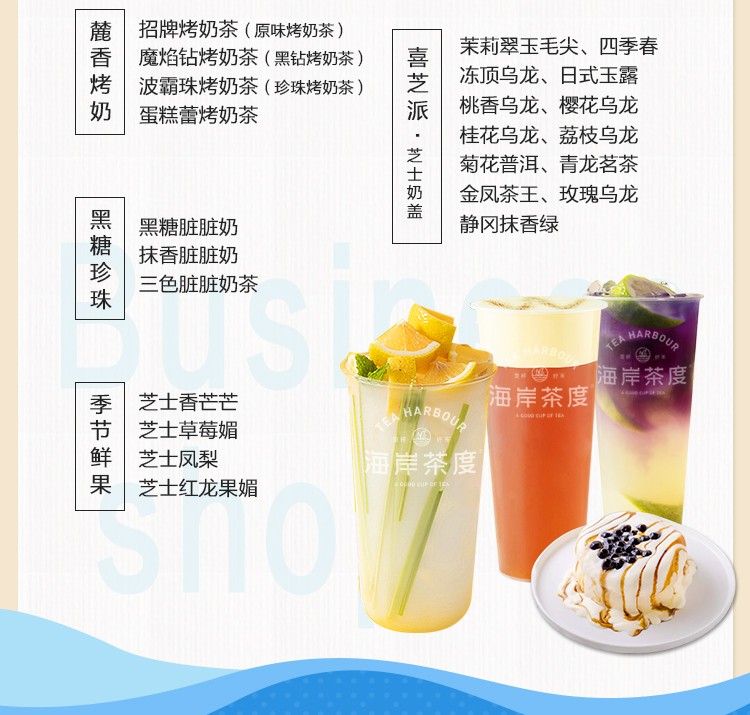 麓香烤奶
招牌烤奶茶（原味烤奶茶）
魔焰钻烤奶茶（黑钻烤奶茶）
波霸珠烤奶茶（珍珠烤奶茶）
蛋糕蕾烤奶茶
黑糖珍珠
黑糖脏脏奶
抹香脏脏奶
三色脏脏奶茶
季节鲜果
芝士香芒芒
芝士草莓媚
芝士凤梨
芝士红龙果媚
喜芝派·芝士奶盖
茉莉翠玉毛尖、四季春
冻顶乌龙、日式玉露
桃香乌龙、樱花乌龙
桂花乌龙、荔枝乌龙
菊花普洱、青龙茗茶
金凤茶王、玫瑰乌龙
静冈抹香绿
Business
shop
TEA HARBOUR
海岸茶度
A GOOD CUP OF TEA
TEA HARBOUR
海岸茶度
A GOOD CUP OF TEA
TEA HARBOUR
海岸茶度
A GOOD CUP OF TEA